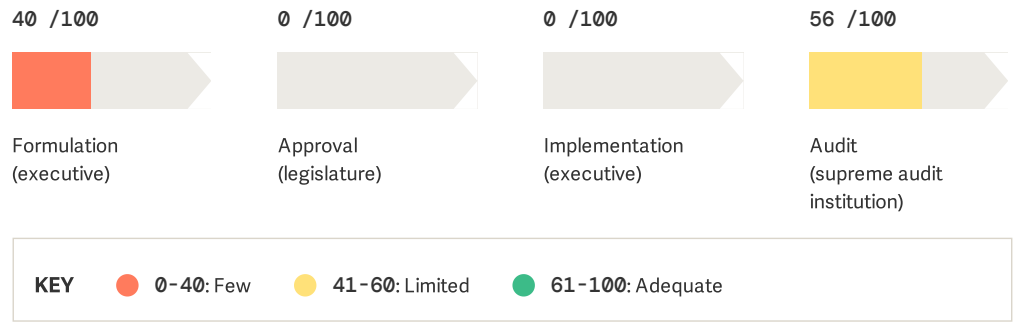 40 /100
0 /100
0 /100
56 /100
Formulation
(executive)
Approval
(legislature)
Implementation
(executive)
Audit
(supreme audit
institution)
KEY
0-40: Few
41-60: Limited
61-100: Adequate